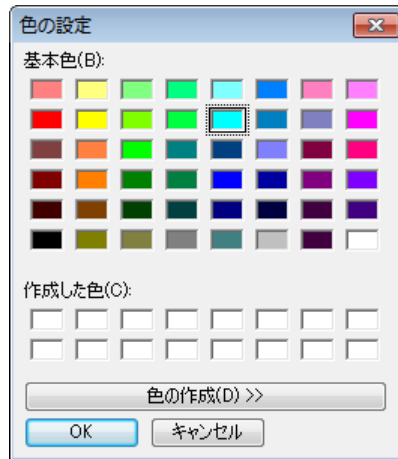 色の設定
基本色(B):
作成した色(C):
色の作成(D) >>
OK
キャンセル